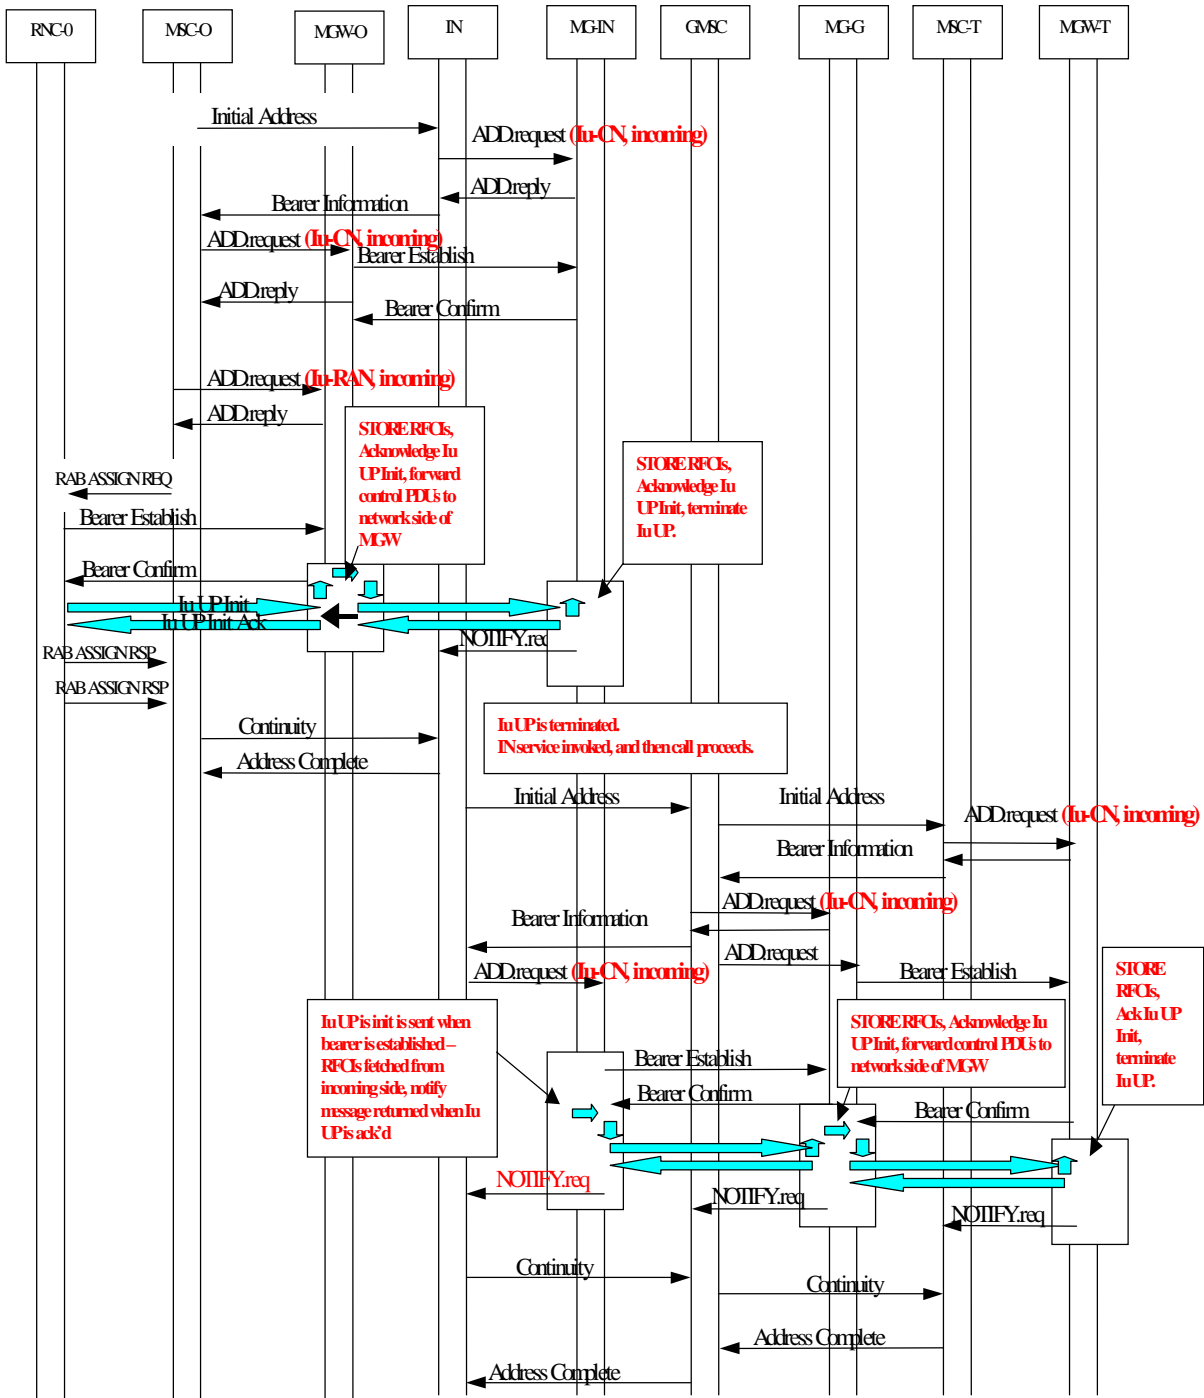 RNC-0 MSC-O MGW-O IN MG-IN GMSC MG-G MSC-T MGW-T
Initial Address
ADD.request (Iu-CN, incoming)
ADD.reply
Bearer Information
ADD.request (Iu-CN, incoming)
Bearer Establish
ADD.reply
Bearer Confirm
ADD.request (Iu-RAN, incoming)
ADD.reply
STORE RFCIs,
Acknowledge Iu
UP Init, forward
control PDUs to
network side of
MGW
STORE RFCIs,
Acknowledge Iu
UP Init, terminate
Iu UP.
RAB ASSIGN REQ
Bearer Establish
Bearer Confirm
Iu UP Init
Iu UP Init Ack
NOTIFY.req
RAB ASSIGN RSP
RAB ASSIGN RSP
Iu UP is terminated.
IN service invoked, and then call proceeds.
Continuity
Address Complete
Initial Address
Initial Address
ADD.request (Iu-CN, incoming)
Bearer Information
ADD.request (Iu-CN, incoming)
Bearer Information
ADD.request
ADD.request (Iu-CN, incoming)
Bearer Establish
STORE
RFCIs,
Ack Iu UP
Init,
terminate
Iu UP.
Iu UP is init is sent when
bearer is established –
RFCIs fetched from
incoming side, notify
message returned when Iu
UP is ack'd
STORE RFCIs, Acknowledge Iu
UP Init, forward control PDUs to
network side of MGW
Bearer Establish
Bearer Confirm
Bearer Confirm
NOTIFY.req
NOTIFY.req
NOTIFY.req
Continuity
Continuity
Address Complete
Address Complete